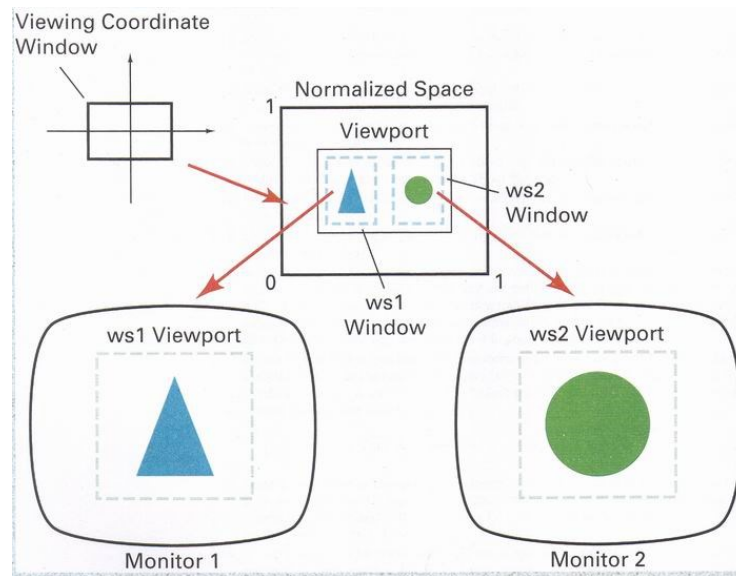 Viewing Coordinate
Window
Normalized Space
1
Viewport
ws2
Window
0
1
ws1
Window
ws1 Viewport
ws2 Viewport
Monitor 1
Monitor 2